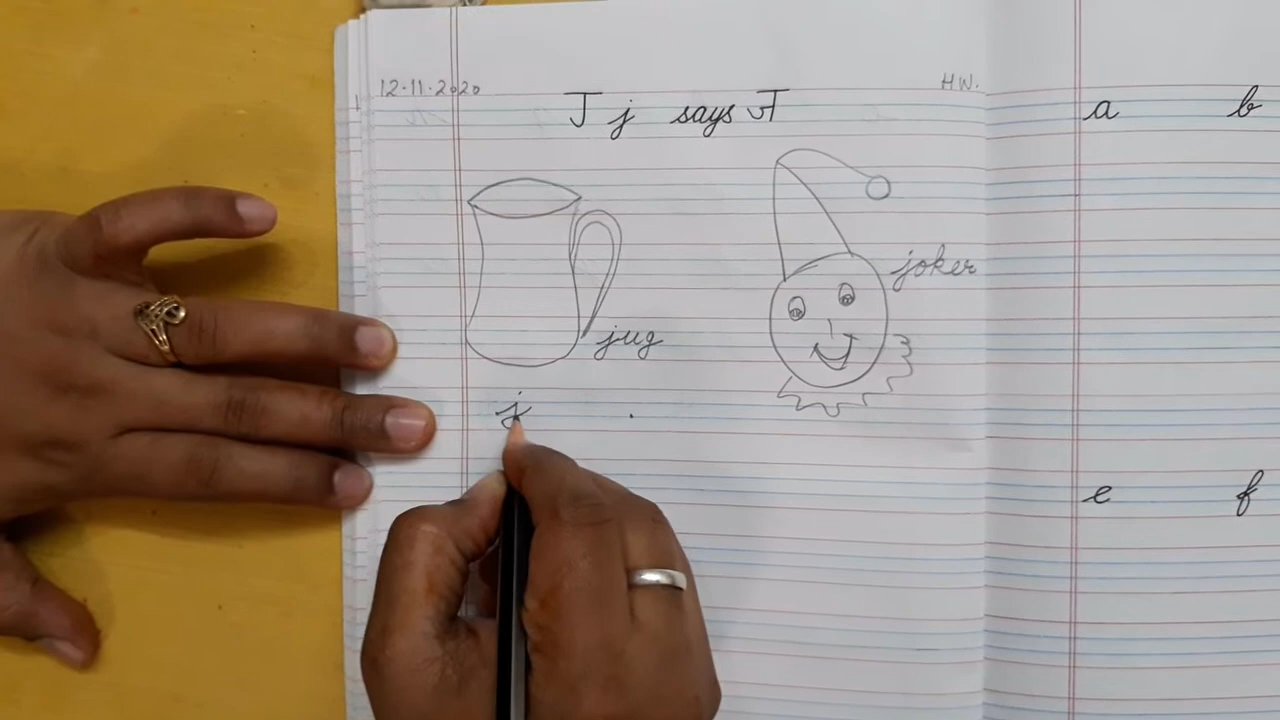 12.11.2020 H.W.
J j says ज
joker
jug
j
a b
e f